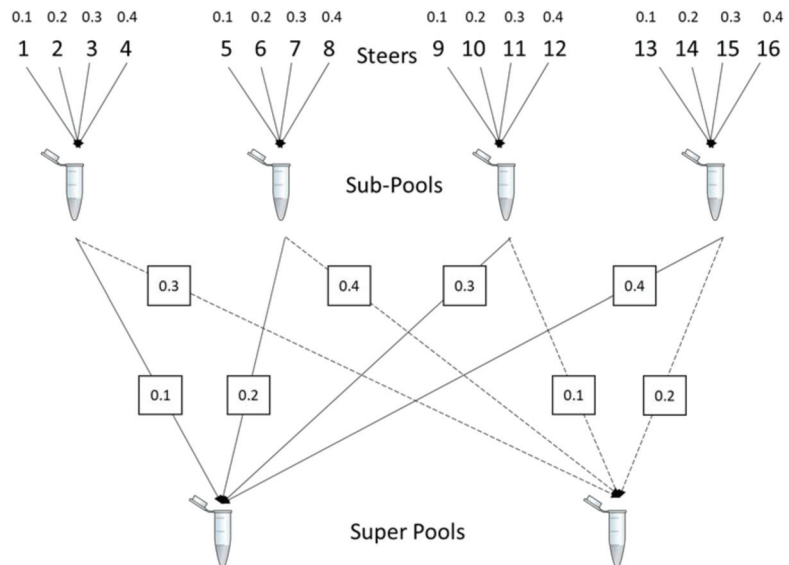 0.1 0.2 0.3 0.4 0.1 0.2 0.3 0.4 0.1 0.2 0.3 0.4 0.1 0.2 0.3 0.4
1 2 3 4 5 6 7 8 Steers 9 10 11 12 13 14 15 16
Sub-Pools
0.3 0.4 0.3 0.4
0.1 0.2 0.1 0.2
Super Pools